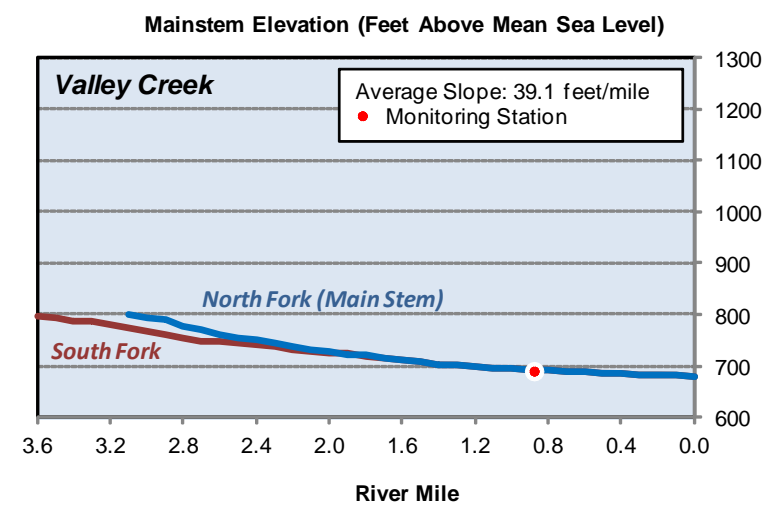 Mainstem Elevation (Feet Above Mean Sea Level)
Valley Creek
Average Slope: 39.1 feet/mile
Monitoring Station
North Fork (Main Stem)
South Fork
1300
1200
1100
1000
900
800
700
600
3.6 3.2 2.8 2.4 2.0 1.6 1.2 0.8 0.4 0.0
River Mile